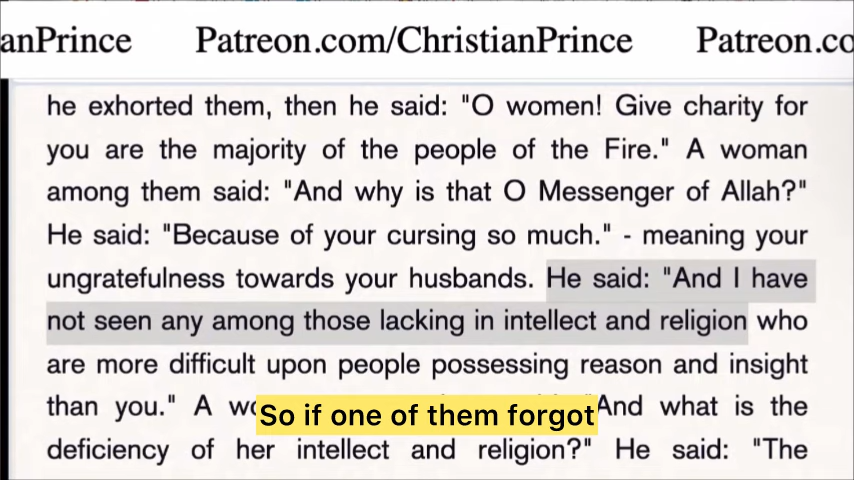 anPrince Patreon.com/ChristianPrince Patreon.co
he exhorted them, then he said: "O women! Give charity for
you are the majority of the people of the Fire." A woman
among them said: "And why is that O Messenger of Allah?"
He said: "Because of your cursing so much." - meaning your
ungratefulness towards your husbands. He said: "And I have
not seen any among those lacking in intellect and religion who
are more difficult upon people possessing reason and insight
than you." A
So if one of them forgot
"And what is the
deficiency of her intellect and religion?" He said: "The